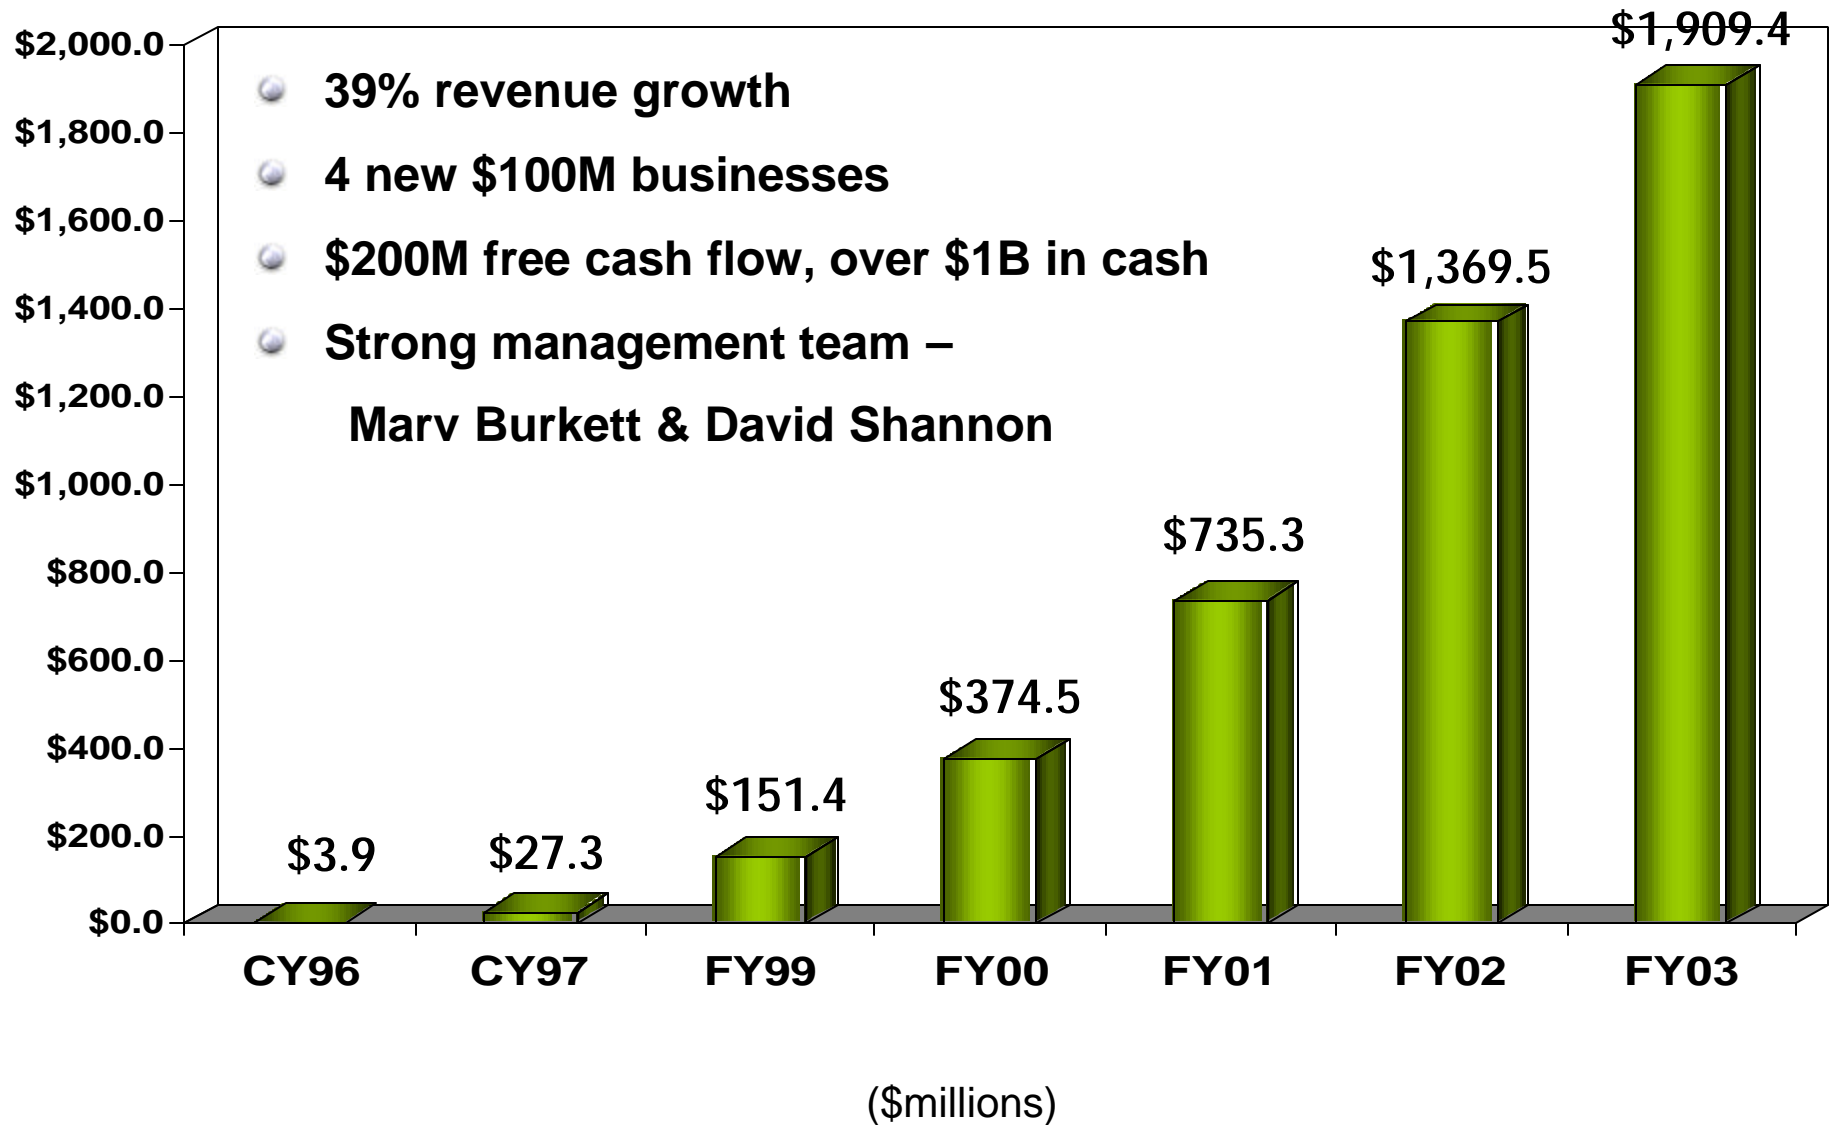 $1,909.4
$2,000.0
39% revenue growth
$1,800.0
4 new $100M businesses
$1,600.0
$200M free cash flow, over $1B in cash
$1,369.5
$1,400.0
Strong management team –
$1,200.0
Marv Burkett & David Shannon
$1,000.0
$735.3
$800.0
$600.0
$374.5
$400.0
$151.4
$200.0
$3.9
$27.3
$0.0
CY96 CY97 FY99 FY00 FY01 FY02 FY03
($millions)